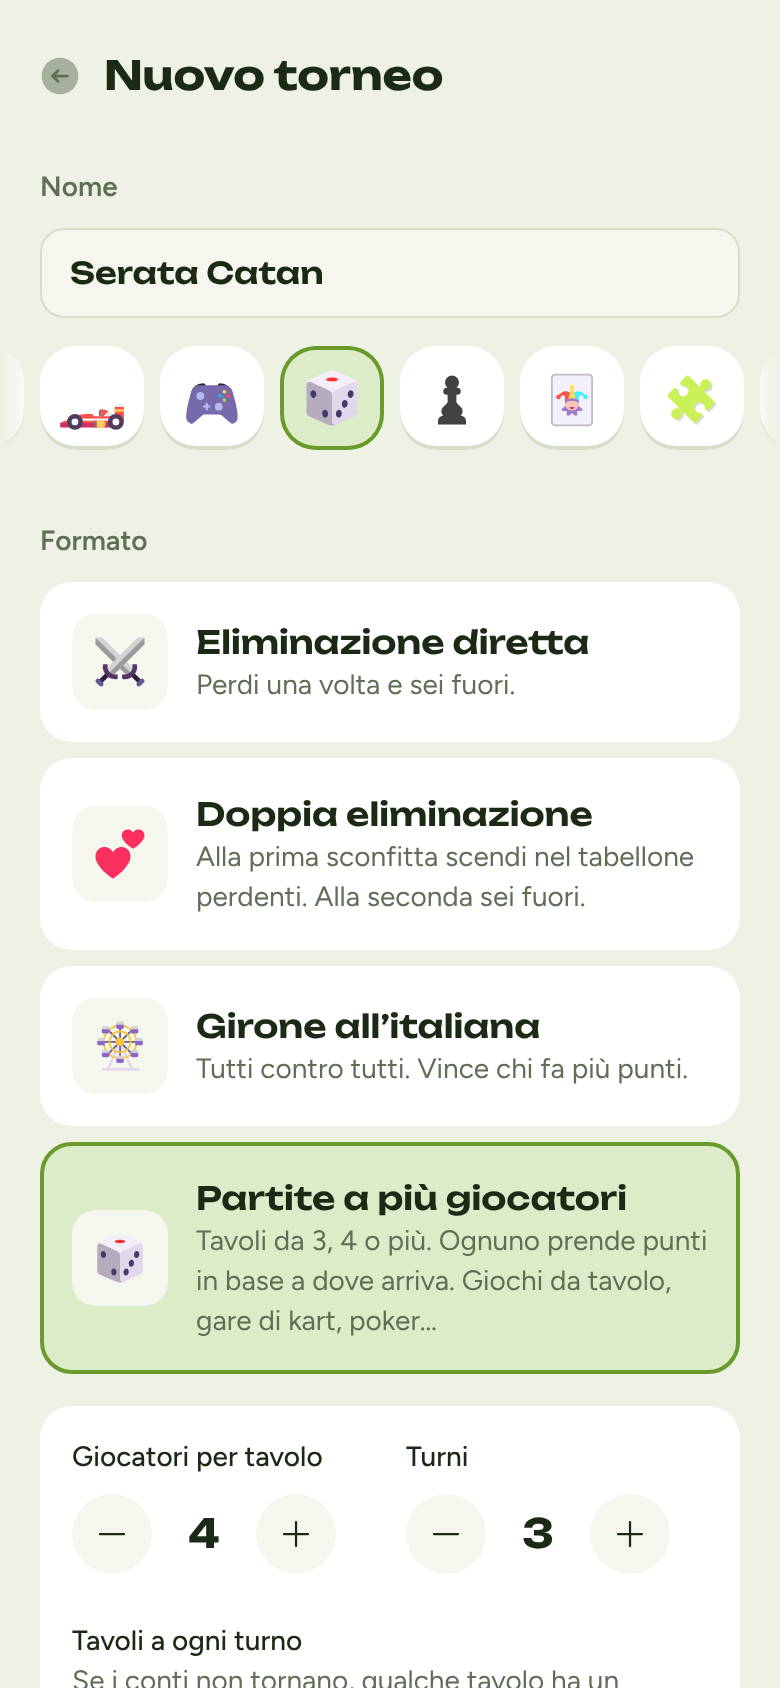 Nuovo torneo
Nome
Serata Catan
Formato
Eliminazione diretta
Perdi una volta e sei fuori.
Doppia eliminazione
Alla prima sconfitta scendi nel tabellone
perdenti. Alla seconda sei fuori.
Girone all’italiana
Tutti contro tutti. Vince chi fa più punti.
Partite a più giocatori
Tavoli da 3, 4 o più. Ognuno prende punti
in base a dove arriva. Giochi da tavolo,
gare di kart, poker...
Giocatori per tavolo
Turni
4
3
Tavoli a ogni turno
Se i conti non tornano, qualche tavolo ha un